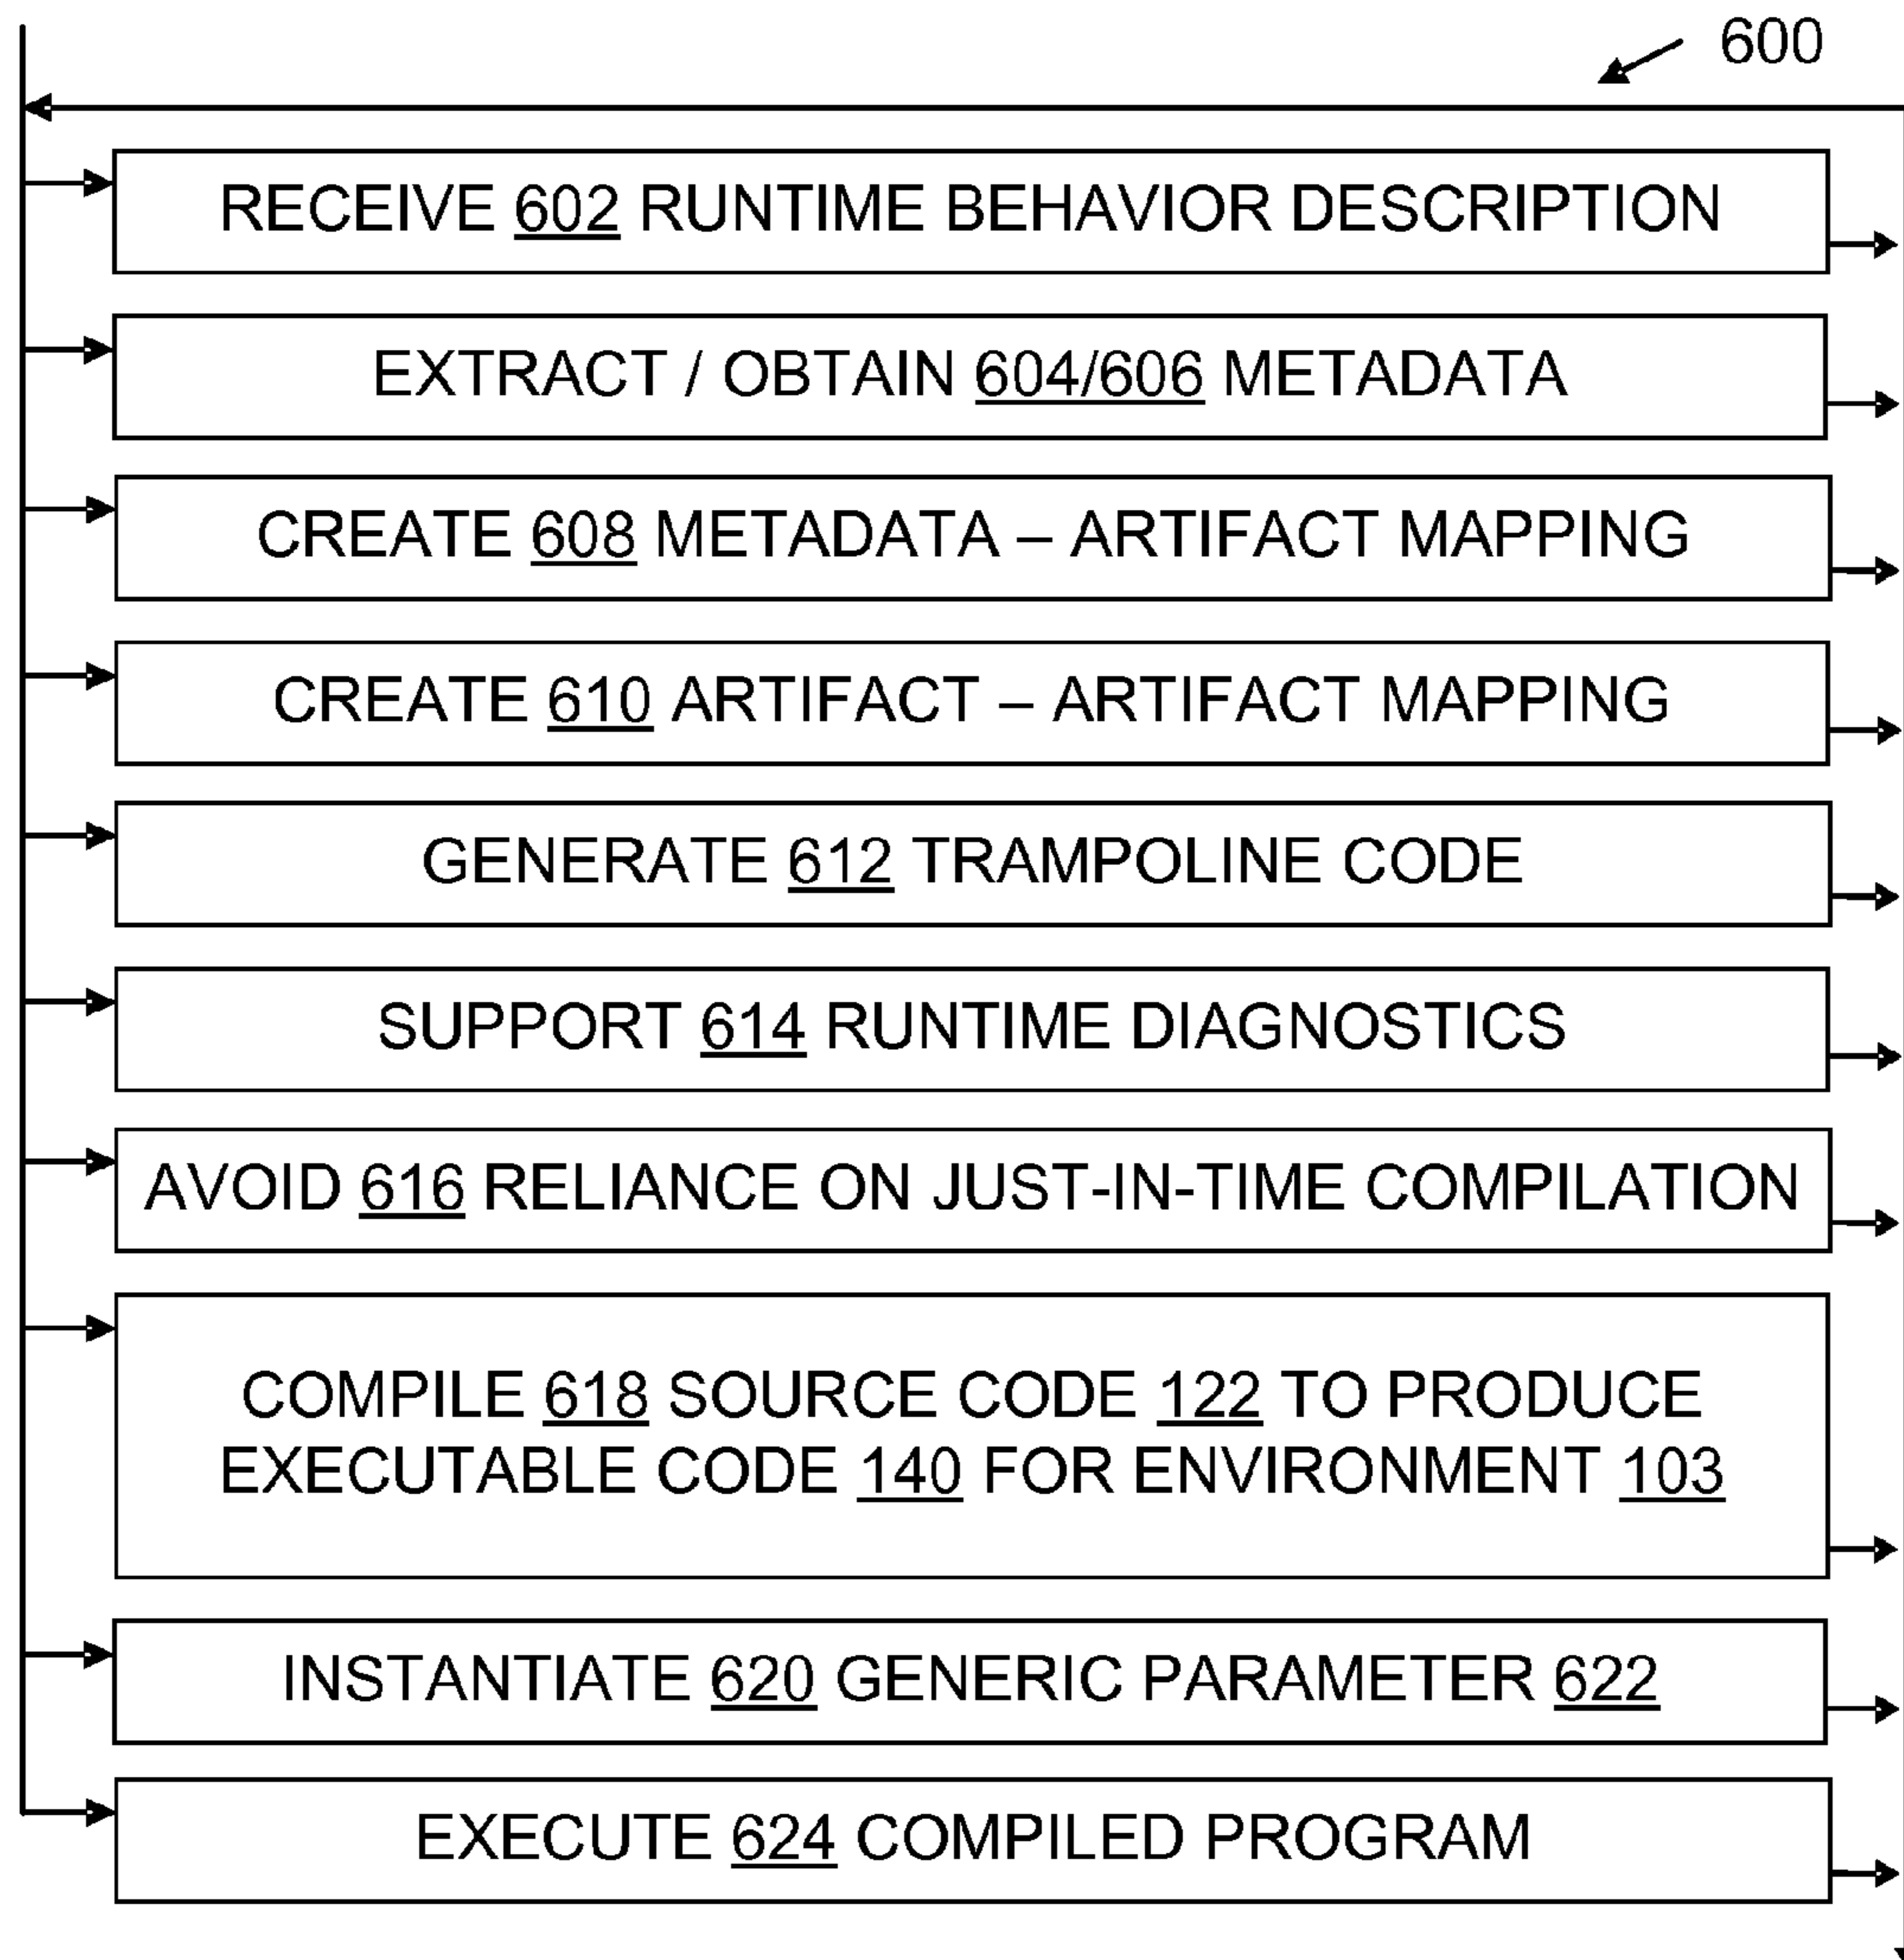 600
RECEIVE 602 RUNTIME BEHAVIOR DESCRIPTION
EXTRACT / OBTAIN 604/606 METADATA
CREATE 608 METADATA – ARTIFACT MAPPING
CREATE 610 ARTIFACT – ARTIFACT MAPPING
GENERATE 612 TRAMPOLINE CODE
SUPPORT 614 RUNTIME DIAGNOSTICS
AVOID 616 RELIANCE ON JUST-IN-TIME COMPILATION
COMPILE 618 SOURCE CODE 122 TO PRODUCE
EXECUTABLE CODE 140 FOR ENVIRONMENT 103
INSTANTIATE 620 GENERIC PARAMETER 622
EXECUTE 624 COMPILED PROGRAM